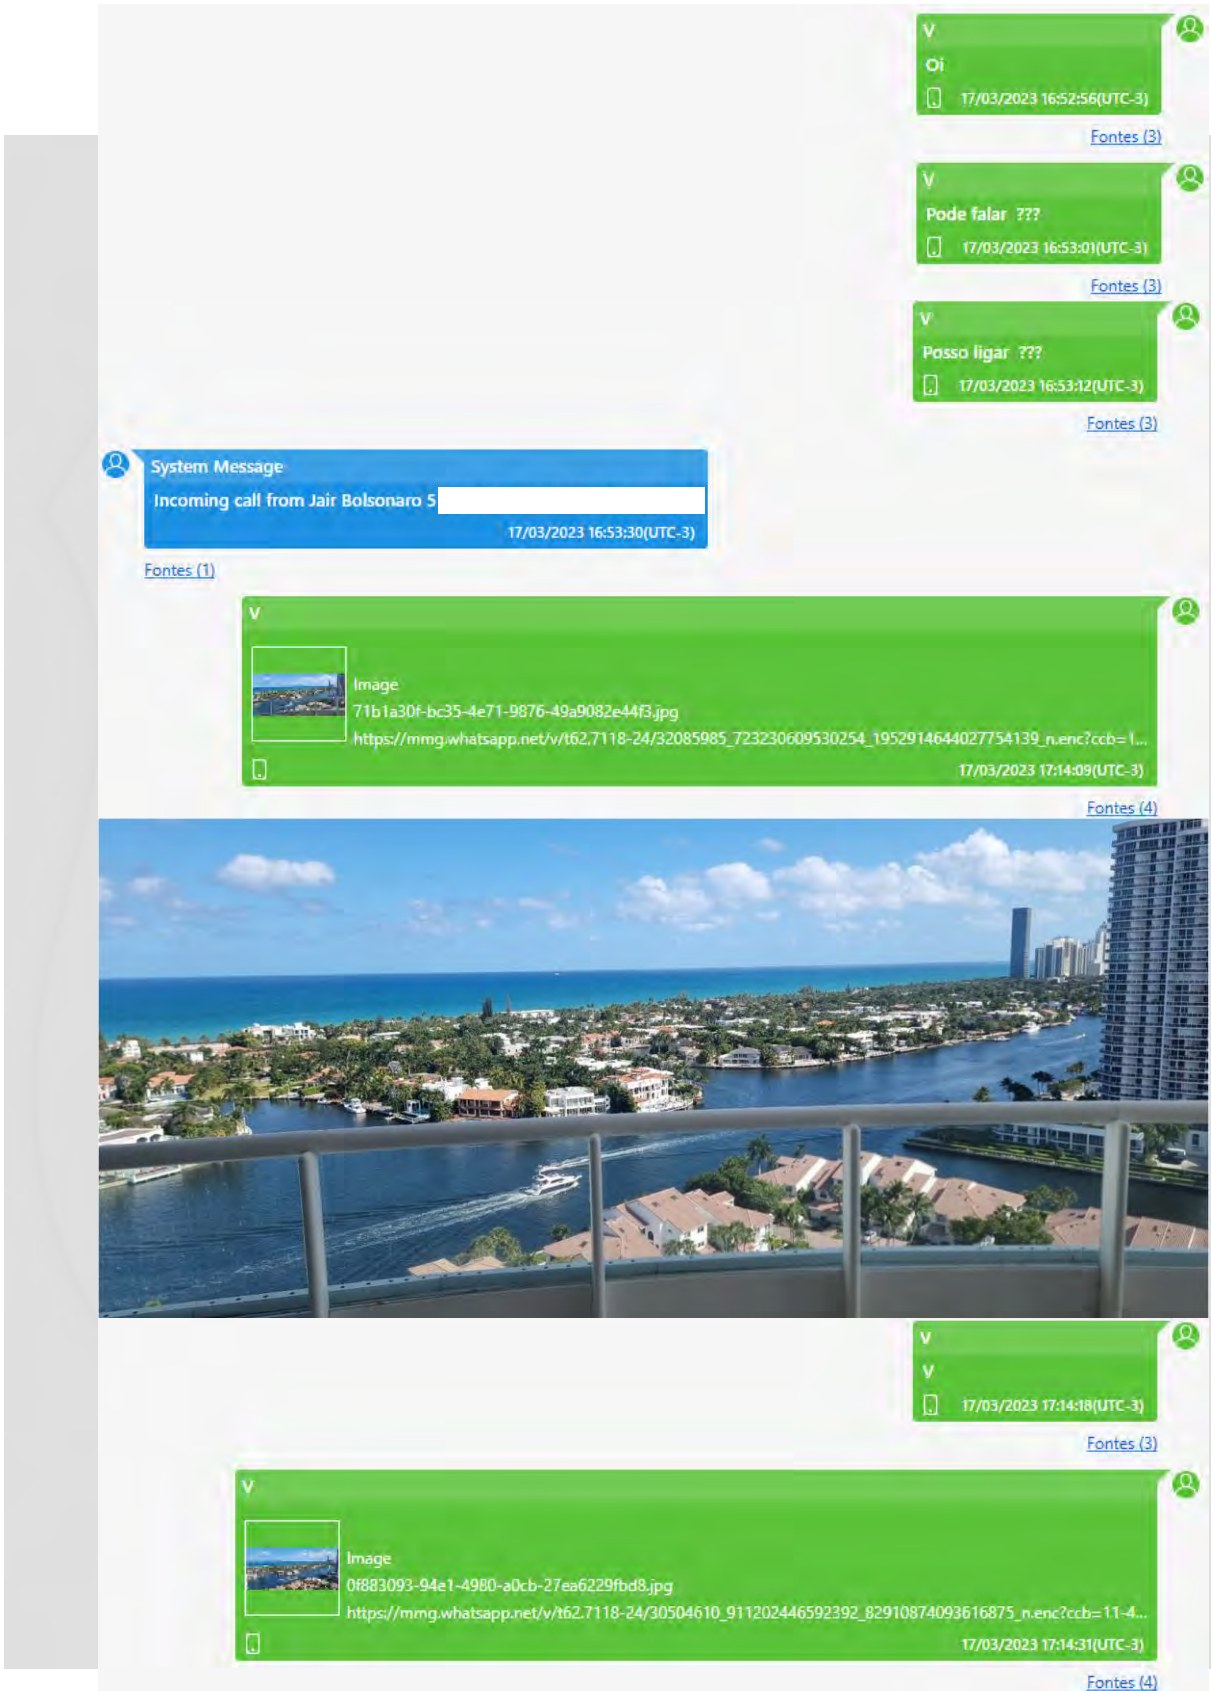 V
Oi
17/03/2023 16:52:56(UTC-3)
Fontes (3)
V
Pode falar ???
17/03/2023 16:53:01(UTC-3)
Fontes (3)
V
Posso ligar ???
17/03/2023 16:53:12(UTC-3)
Fontes (3)
System Message
Incoming call from Jair Bolsonaro 5
17/03/2023 16:53:30(UTC-3)
Fontes (1)
V
Image
71b1a30f-bc35-4e71-9876-49a9082e44f3.jpg
https://mmg.whatsapp.net/v/t62.7118-24/32085985_723230609530254_1952914644027754139_n.enc?ccb=1...
17/03/2023 17:14:09(UTC-3)
Fontes (4)
V
V
17/03/2023 17:14:18(UTC-3)
Fontes (3)
V
Image
0f883093-94e1-4980-a0cb-27ea6229fbd8.jpg
https://mmg.whatsapp.net/v/t62.7118-24/30504610_911202446592392_82910874093616875_n.enc?ccb=11-4...
17/03/2023 17:14:31(UTC-3)
Fontes (4)